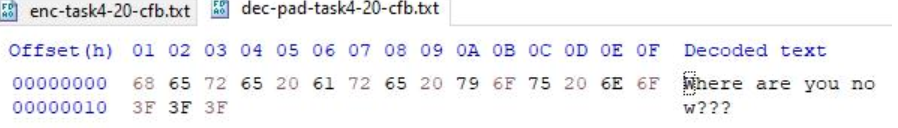 enc-task4-20-cfb.txt dec-pad-task4-20-cfb.txt
Offset(h) 01 02 03 04 05 06 07 08 09 0A 0B 0C 0D 0E 0F Decoded text
00000000 68 65 72 65 20 61 72 65 20 79 6F 75 20 6E 6F Where are you no
00000010 3F 3F 3F w???